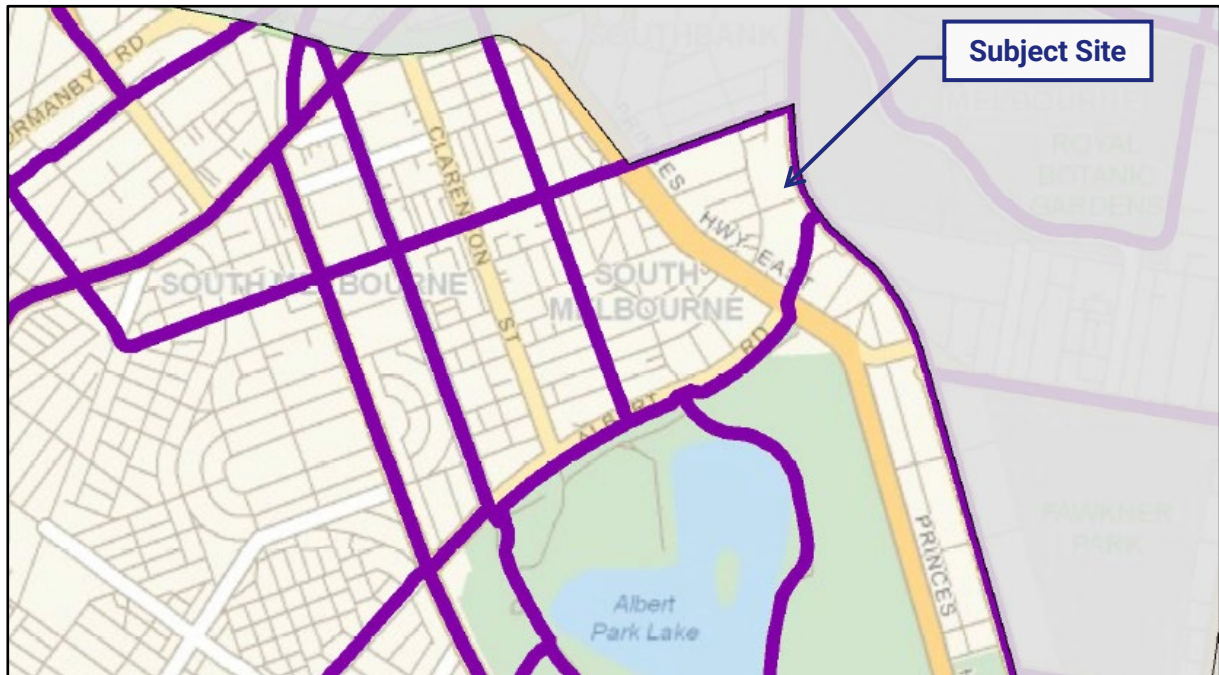 SOUTHBANK
Subject Site
ORMANBY RD
MELBOURNE
PRINCES
ROYAL
BOTANIC
GARDENS
CLARENDON
ST
HWY EAST
SOUTH MELBOURNE
SOUTH
MELBOURNE
RD
ALBERT
PRINCES
FAWKNER
PARK
Albert
Park Lake